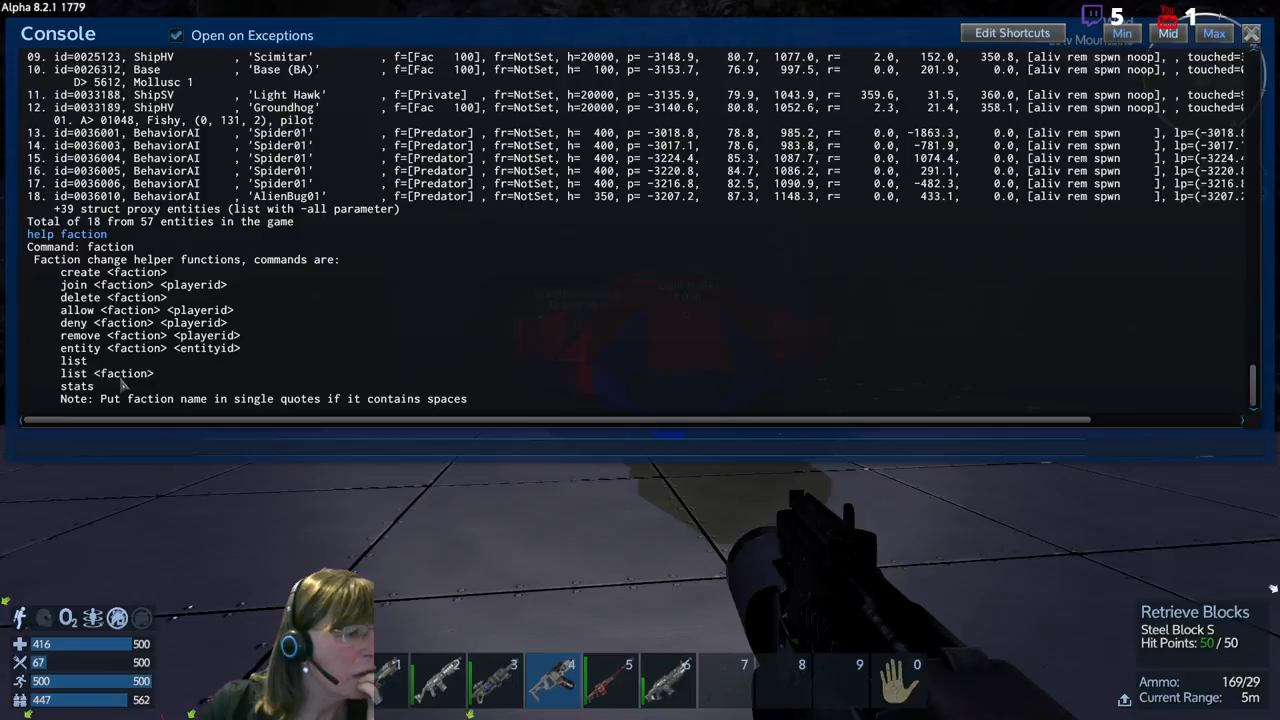 Alpha 8.2.1 1779
5
1
Console
Open on Exceptions
Edit Shortcuts
Min
Mid
Max
09. id=0025123, ShipHV , 'Scimitar' , f=[Fac 100], fr=NotSet, h=20000, p= -3148.9, 80.7, 1077.0, r= 2.0, 152.0, 350.8, [aliv rem spwn noop], , touched=
10. id=0026312, Base , 'Base (BA)' , f=[Fac 100], fr=NotSet, h= 100, p= -3153.7, 76.9, 997.5, r= 0.0, 201.9, 0.0, [aliv rem spwn noop], , touched=
D> 5612, Mollusc 1
11. id=0033188, ShipSV , 'Light Hawk' , f=[Private] , fr=NotSet, h=20000, p= -3135.9, 79.9, 1043.9, r= 359.6, 31.5, 360.0, [aliv rem spwn noop], , touched=
12. id=0033189, ShipHV , 'Groundhog' , f=[Fac 100], fr=NotSet, h=20000, p= -3140.6, 80.8, 1052.6, r= 2.3, 21.4, 358.1, [aliv rem spwn noop], , touched=
01. A> 01048, Fishy, (0, 131, 2), pilot
13. id=0036001, BehaviorAI , 'Spider01' , f=[Predator] , fr=NotSet, h= 400, p= -3018.8, 78.8, 985.2, r= 0.0, -1863.3, 0.0, [aliv rem spwn ], lp=(-3018.8
14. id=0036003, BehaviorAI , 'Spider01' , f=[Predator] , fr=NotSet, h= 400, p= -3017.1, 78.6, 983.8, r= 0.0, -781.9, 0.0, [aliv rem spwn ], lp=(-3017.
15. id=0036004, BehaviorAI , 'Spider01' , f=[Predator] , fr=NotSet, h= 400, p= -3224.4, 85.3, 1087.7, r= 0.0, 1074.4, 0.0, [aliv rem spwn ], lp=(-3224.4
16. id=0036005, BehaviorAI , 'Spider01' , f=[Predator] , fr=NotSet, h= 400, p= -3220.8, 84.7, 1086.2, r= 0.0, 291.1, 0.0, [aliv rem spwn ], lp=(-3220.8
17. id=0036006, BehaviorAI , 'Spider01' , f=[Predator] , fr=NotSet, h= 400, p= -3216.8, 82.5, 1090.9, r= 0.0, -482.3, 0.0, [aliv rem spwn ], lp=(-3216.8
18. id=0036010, BehaviorAI , 'AlienBug01' , f=[Predator] , fr=NotSet, h= 350, p= -3207.2, 87.3, 1148.3, r= 0.0, 433.1, 0.0, [aliv rem spwn ], lp=(-3207.2
+39 struct proxy entities (list with -all parameter)
Total of 18 from 57 entities in the game
help faction
Command: faction
Faction change helper functions, commands are:
create <faction>
join <faction> <playerid>
delete <faction>
allow <faction> <playerid>
deny <faction> <playerid>
remove <faction> <playerid>
entity <faction> <entityid>
list
list <faction>
stats
Note: Put faction name in single quotes if it contains spaces
Retrieve Blocks
Steel Block S
Hit Points: 50 / 50
Ammo: 169/29
Current Range: 5m
O2
416 500
67 500
500 500
447 562
1 2 3 4 5 6 7 8 9 0